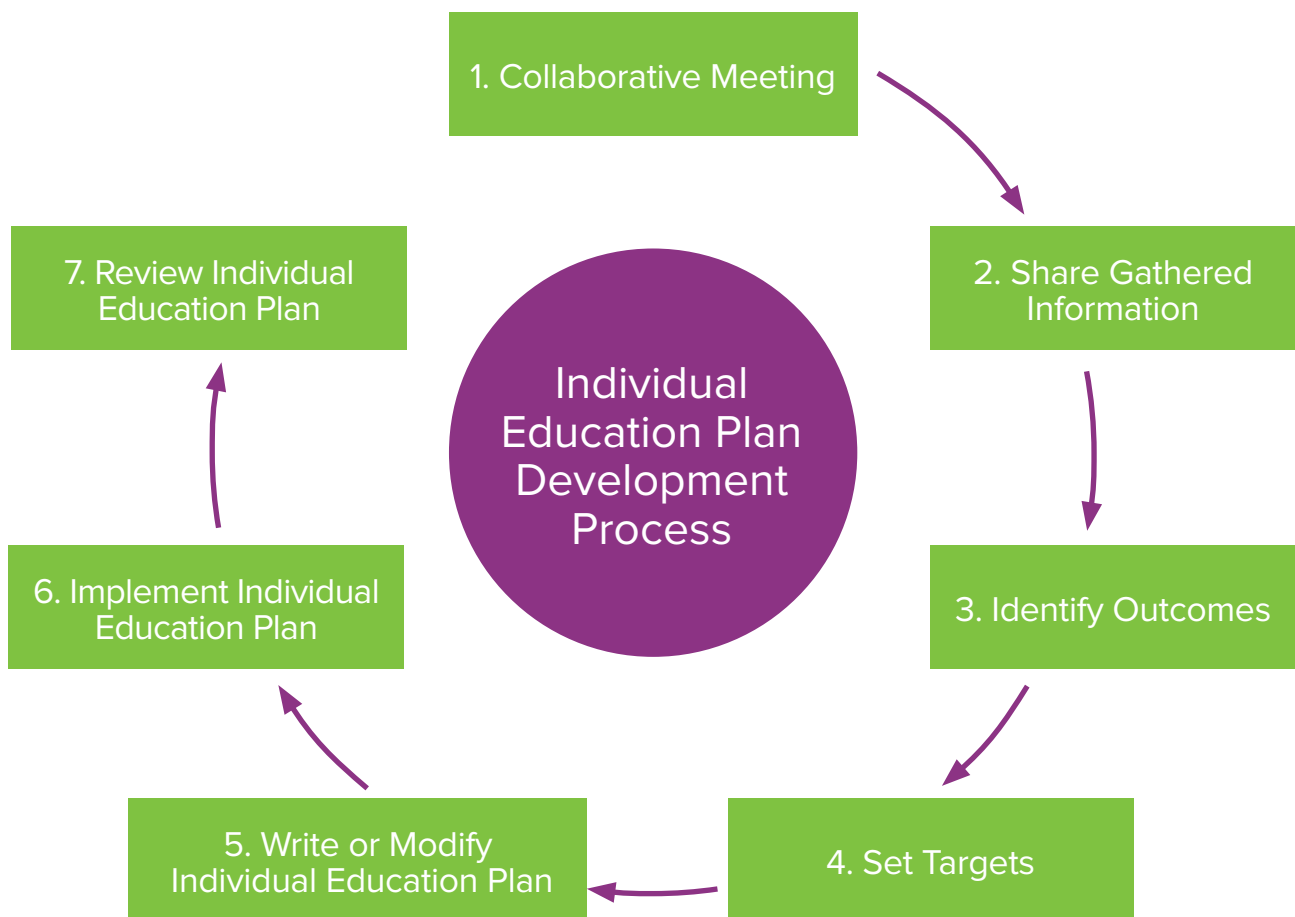 1. Collaborative Meeting
2. Share Gathered
Information
3. Identify Outcomes
4. Set Targets
5. Write or Modify
Individual Education Plan
6. Implement Individual
Education Plan
7. Review Individual
Education Plan
Individual
Education Plan
Development
Process